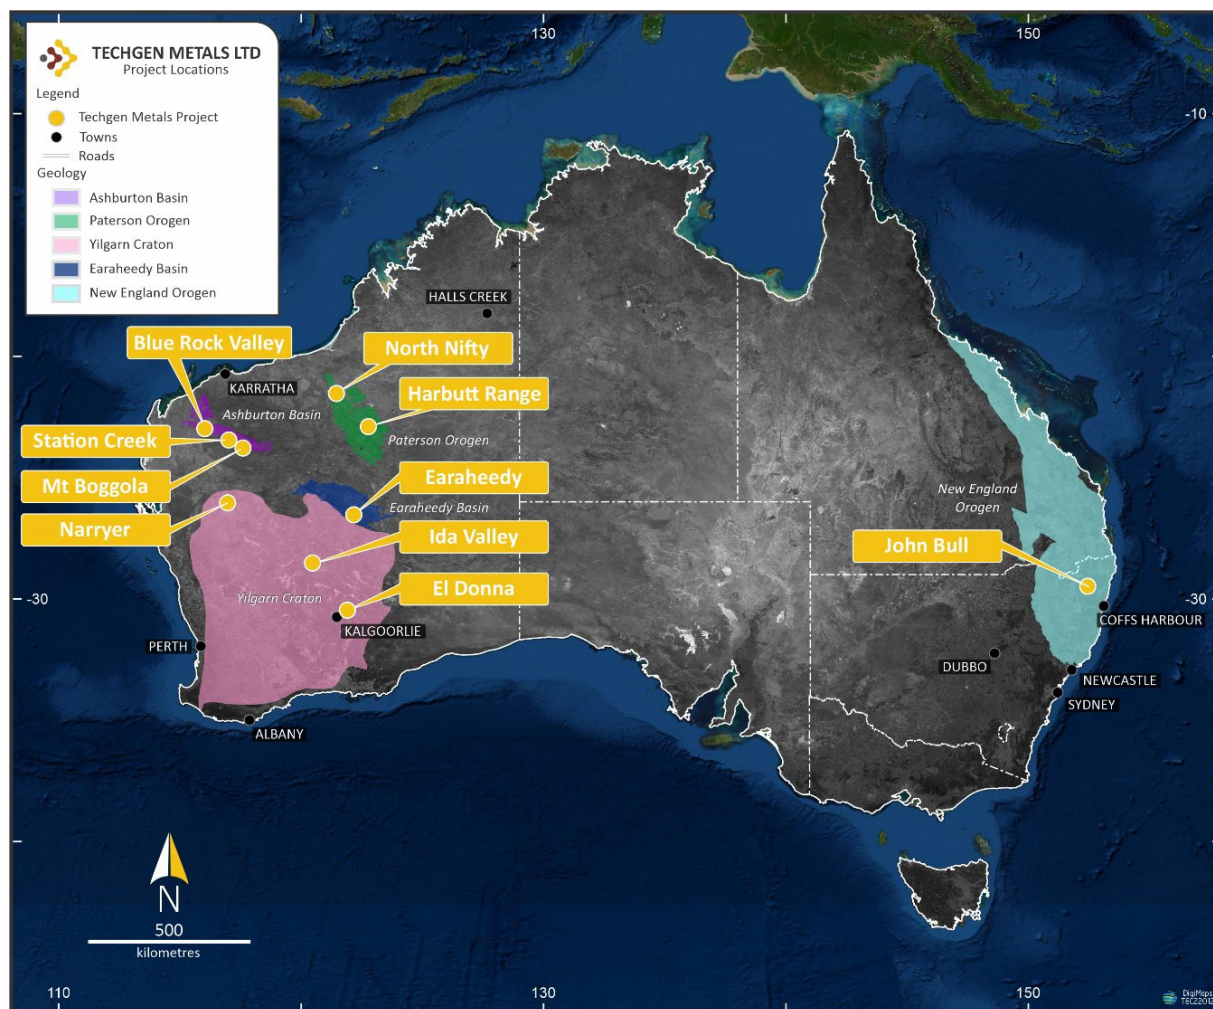 130
150
TECHGEN METALS LTD
Project Locations
Legend
Techgen Metals Project
Towns
Roads
Geology
Ashburton Basin
Paterson Orogen
Yilgarn Craton
Earaheedy Basin
New England Orogen
-10
HALLS CREEK
Blue Rock Valley
North Nifty
KARRATHA
Harbutt Range
Ashburton Basin
Station Creek
Paterson Orogen
Mt Boggola
Earaheedy
New England
Orogen
Earaheedy Basin
Narryer
Ida Valley
John Bull
El Donna
Yilgarn Craton
-30
-30
COFFS HARBOUR
KALGOORLIE
PERTH
DUBBO
NEWCASTLE
SYDNEY
ALBANY
N
500
kilometres
110
130
150
DigiMaps
TEC22012